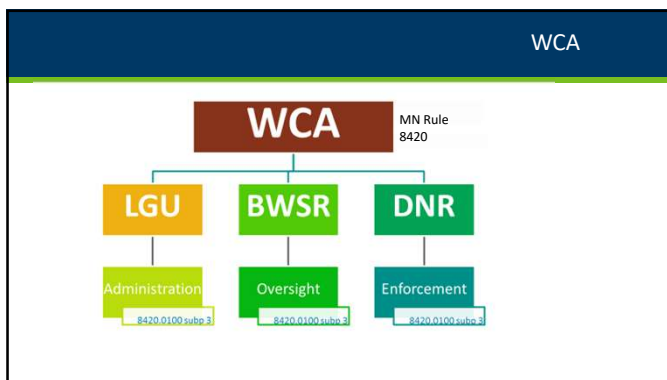 WCA
WCA
MN Rule
8420
LGU
BWSR
DNR
Administration
Oversight
Enforcement
8420.0100 subp 3
8420.0100 subp 3
8420.0100 subp 3